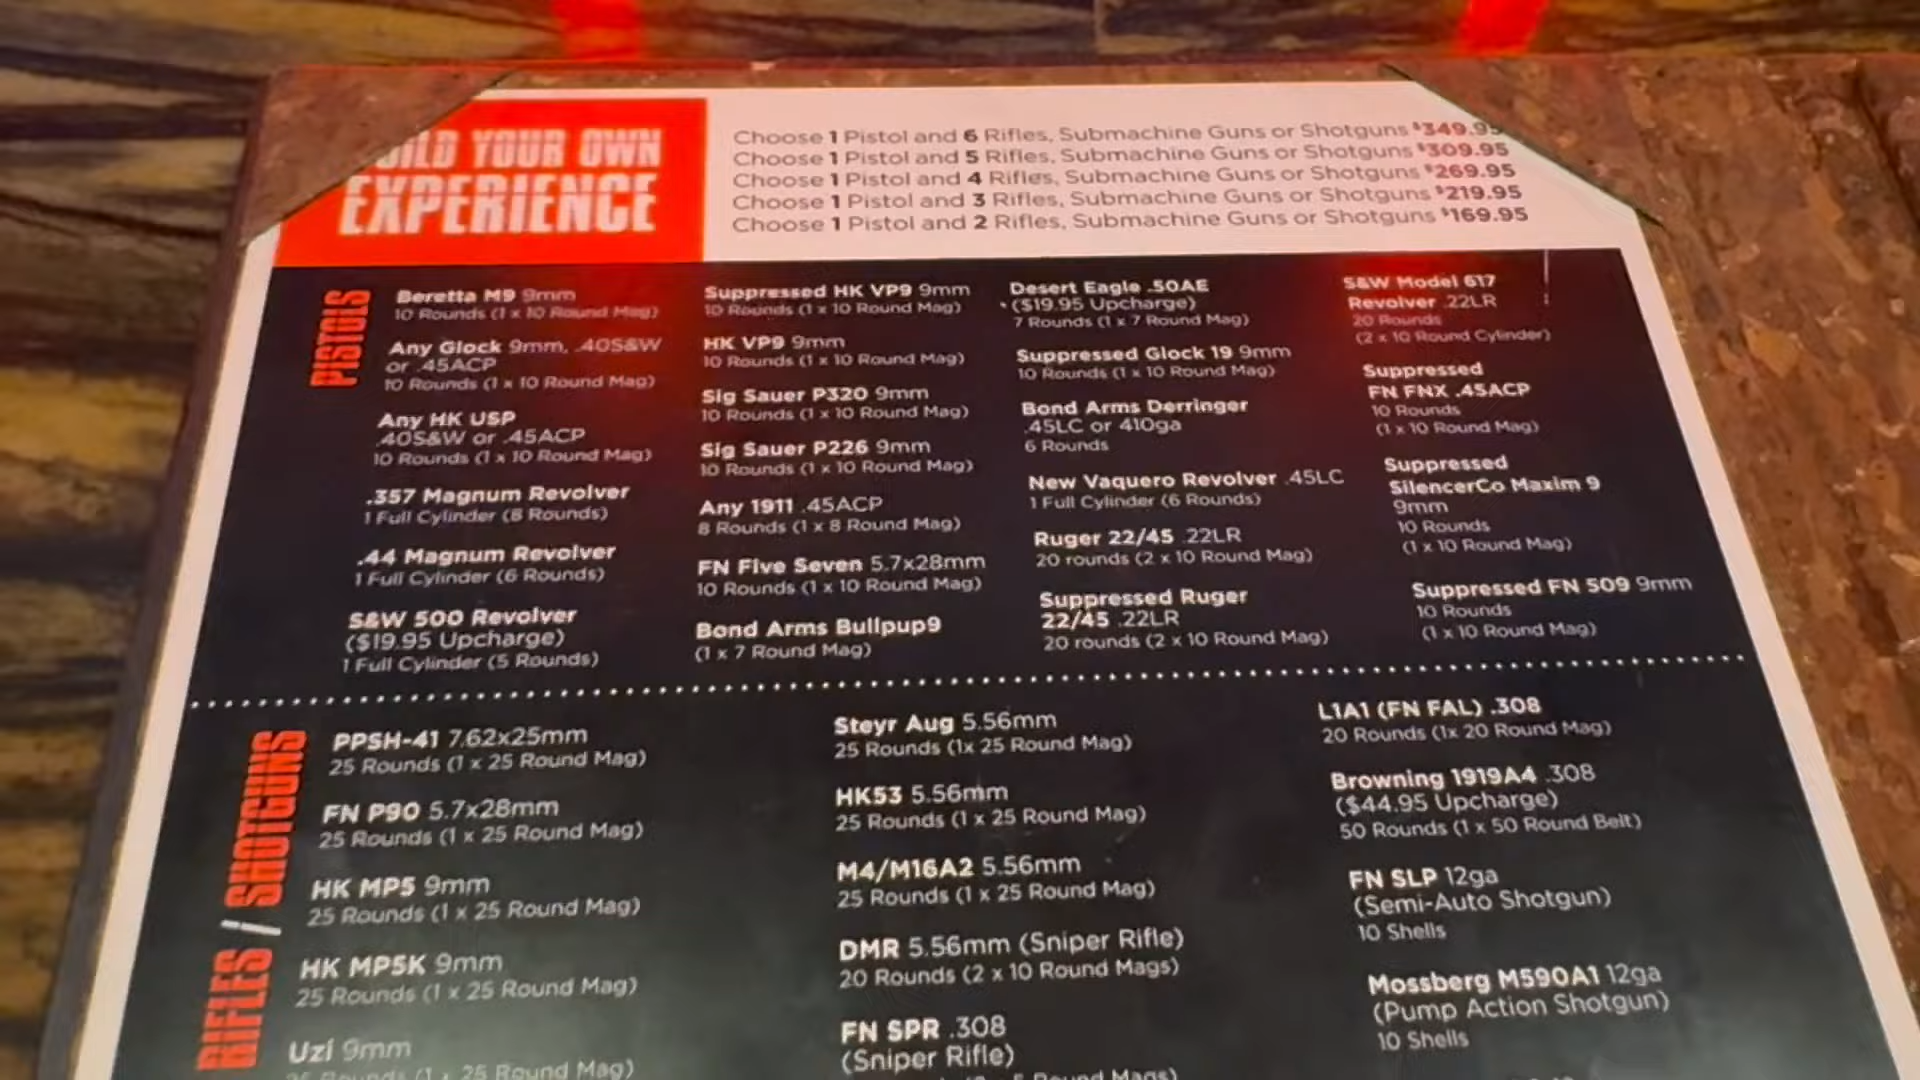 UILD YOUR OWN
EXPERIENCE
Choose 1 Pistol and 6 Rifles, Submachine Guns or Shotguns $349.95
Choose 1 Pistol and 5 Rifles, Submachine Guns or Shotguns $309.95
Choose 1 Pistol and 4 Rifles, Submachine Guns or Shotguns $269.95
Choose 1 Pistol and 3 Rifles, Submachine Guns or Shotguns $219.95
Choose 1 Pistol and 2 Rifles, Submachine Guns or Shotguns $169.95
PISTOLS
Beretta M9 9mm
10 Rounds (1 x 10 Round Mag)
Any Glock 9mm, .40S&W
or .45ACP
10 Rounds (1 x 10 Round Mag)
Any HK USP
.40S&W or .45ACP
10 Rounds (1 x 10 Round Mag)
.357 Magnum Revolver
1 Full Cylinder (8 Rounds)
.44 Magnum Revolver
1 Full Cylinder (6 Rounds)
S&W 500 Revolver
($19.95 Upcharge)
1 Full Cylinder (5 Rounds)
Suppressed HK VP9 9mm
10 Rounds (1 x 10 Round Mag)
HK VP9 9mm
10 Rounds (1 x 10 Round Mag)
Sig Sauer P320 9mm
10 Rounds (1 x 10 Round Mag)
Sig Sauer P226 9mm
10 Rounds (1 x 10 Round Mag)
Any 1911 .45ACP
8 Rounds (1 x 8 Round Mag)
FN Five Seven 5.7x28mm
10 Rounds (1 x 10 Round Mag)
Bond Arms Bullpup9
(1 x 7 Round Mag)
Desert Eagle .50AE
($19.95 Upcharge)
7 Rounds (1 x 7 Round Mag)
Suppressed Glock 19 9mm
10 Rounds (1 x 10 Round Mag)
Bond Arms Derringer
.45LC or 410ga
6 Rounds
New Vaquero Revolver .45LC
1 Full Cylinder (6 Rounds)
Ruger 22/45 .22LR
20 rounds (2 x 10 Round Mag)
Suppressed Ruger
22/45 .22LR
20 rounds (2 x 10 Round Mag)
S&W Model 617
Revolver .22LR
20 Rounds
(2 x 10 Round Cylinder)
Suppressed
FN FNX .45ACP
10 Rounds
(1 x 10 Round Mag)
Suppressed
SilencerCo Maxim 9
9mm
10 Rounds
(1 x 10 Round Mag)
Suppressed FN 509 9mm
10 Rounds
(1 x 10 Round Mag)
RIFLES / SHOTGUNS
PPSH-41 7.62x25mm
25 Rounds (1 x 25 Round Mag)
FN P90 5.7x28mm
25 Rounds (1 x 25 Round Mag)
HK MP5 9mm
25 Rounds (1 x 25 Round Mag)
HK MP5K 9mm
25 Rounds (1 x 25 Round Mag)
Uzi 9mm
25 Rounds (1 x 25 Round Mag)
Steyr Aug 5.56mm
25 Rounds (1x 25 Round Mag)
HK53 5.56mm
25 Rounds (1 x 25 Round Mag)
M4/M16A2 5.56mm
25 Rounds (1 x 25 Round Mag)
DMR 5.56mm (Sniper Rifle)
20 Rounds (2 x 10 Round Mags)
FN SPR .308
(Sniper Rifle)
5 Round Mags)
L1A1 (FN FAL) .308
20 Rounds (1x 20 Round Mag)
Browning 1919A4 .308
($44.95 Upcharge)
50 Rounds (1 x 50 Round Belt)
FN SLP 12ga
(Semi-Auto Shotgun)
10 Shells
Mossberg M590A1 12ga
(Pump Action Shotgun)
10 Shells